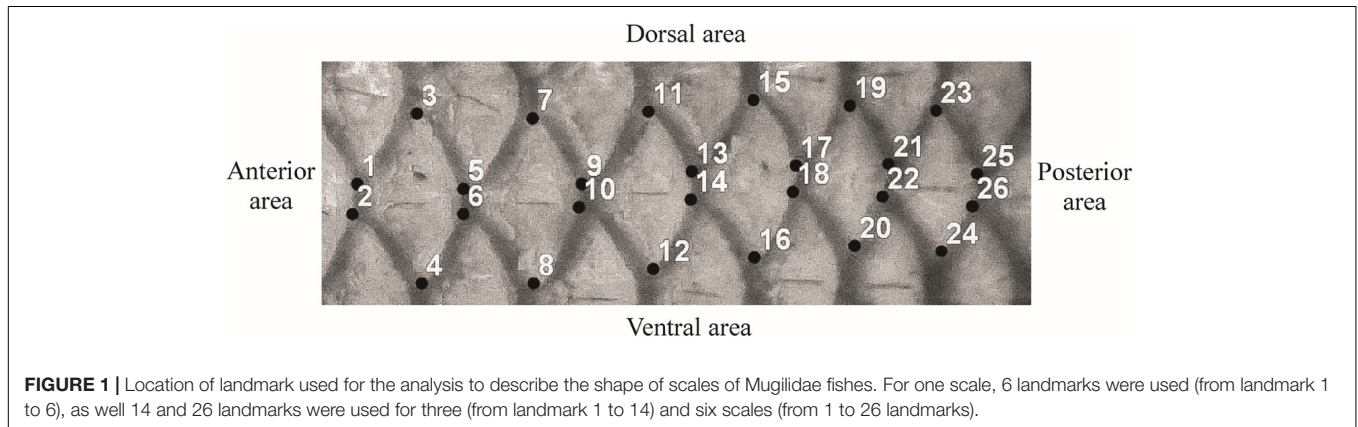 Dorsal area
3 7 11 15 19 23
1 5 9 13 17 21 25
Anterior area
Posterior area
2 6 10 14 18 22 26
4 8 12 16 20 24
Ventral area
FIGURE 1 | Location of landmark used for the analysis to describe the shape of scales of Mugilidae fishes. For one scale, 6 landmarks were used (from landmark 1
to 6), as well 14 and 26 landmarks were used for three (from landmark 1 to 14) and six scales (from 1 to 26 landmarks).